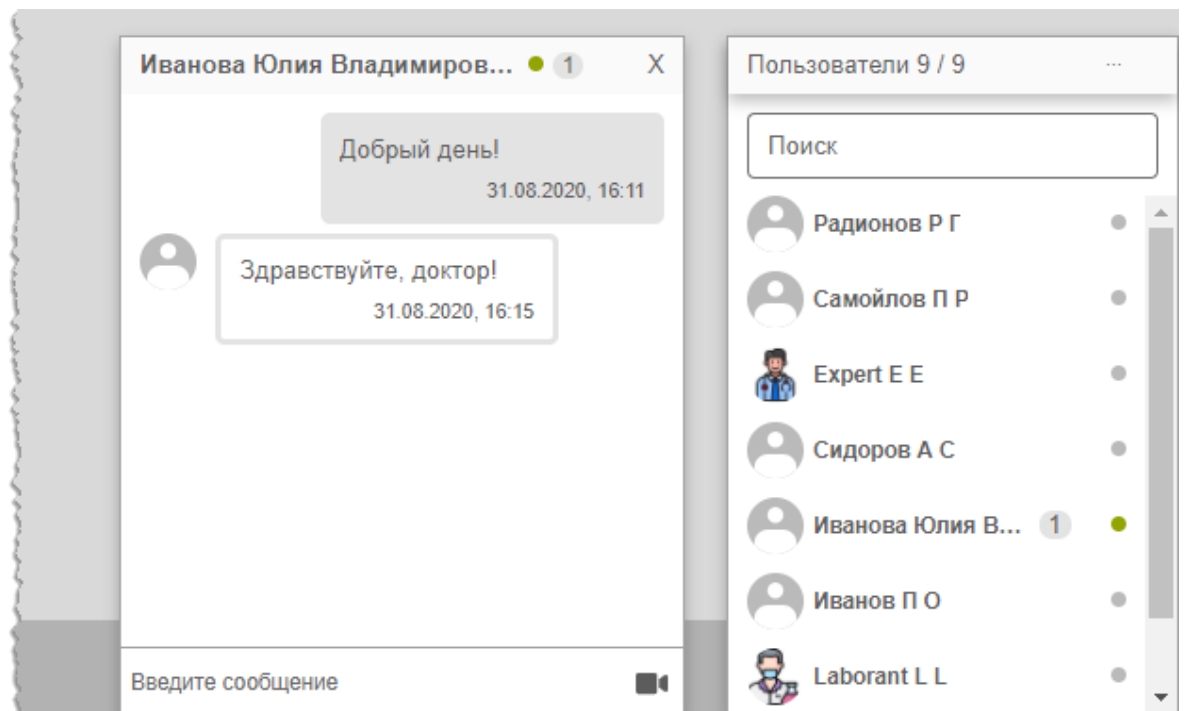 Иванова Юлия Владимиров... 1 X
Добрый день!
31.08.2020, 16:11
Здравствуйте, доктор!
31.08.2020, 16:15
Введите сообщение
Пользователи 9 / 9 ...
Поиск
Радионов Р Г
Самойлов П Р
Expert E E
Сидоров А С
Иванова Юлия В... 1
Иванов П О
Laborant L L